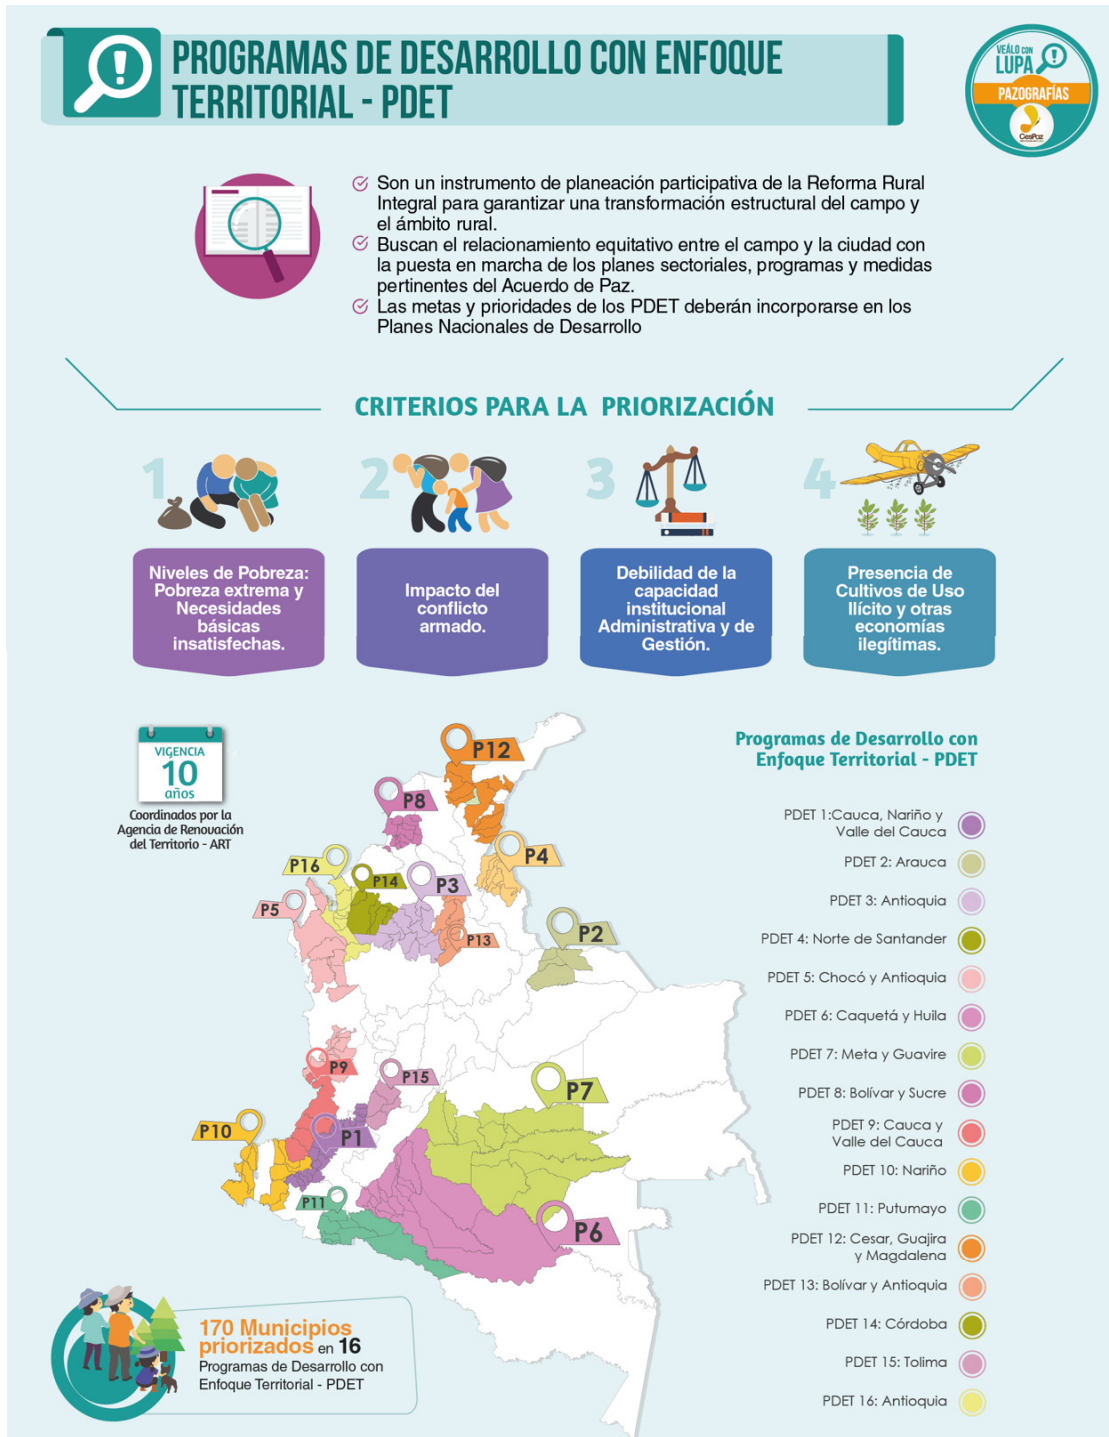 PROGRAMAS DE DESARROLLO CON ENFOQUE
TERRITORIAL - PDET
VEÁLO CON
LUPA
PAZOGRAFÍAS
CesPaz
Son un instrumento de planeación participativa de la Reforma Rural
Integral para garantizar una transformación estructural del campo y
el ámbito rural.
Buscan el relacionamiento equitativo entre el campo y la ciudad con
la puesta en marcha de los planes sectoriales, programas y medidas
pertinentes del Acuerdo de Paz.
Las metas y prioridades de los PDET deberán incorporarse en los
Planes Nacionales de Desarrollo
CRITERIOS PARA LA PRIORIZACIÓN
1
2
3
4
Niveles de Pobreza:
Pobreza extrema y
Necesidades
básicas
insatisfechas.
Impacto del
conflicto
armado.
Debilidad de la
capacidad
institucional
Administrativa y de
Gestión.
Presencia de
Cultivos de Uso
Ilícito y otras
economías
ilegítimas.
VIGENCIA
10
años
Coordinados por la
Agencia de Renovación
del Territorio - ART
P12
P8
P16
P14
P3
P4
P5
P13
P2
P9
P15
P7
P10
P1
P11
P6
Programas de Desarrollo con
Enfoque Territorial - PDET
PDET 1:Cauca, Nariño y
Valle del Cauca
PDET 2: Arauca
PDET 3: Antioquia
PDET 4: Norte de Santander
PDET 5: Chocó y Antioquia
PDET 6: Caquetá y Huila
PDET 7: Meta y Guavire
PDET 8: Bolívar y Sucre
PDET 9: Cauca y
Valle del Cauca
PDET 10: Nariño
PDET 11: Putumayo
PDET 12: Cesar, Guajira
y Magdalena
PDET 13: Bolívar y Antioquia
PDET 14: Córdoba
PDET 15: Tolima
PDET 16: Antioquia
170 Municipios
priorizados en 16
Programas de Desarrollo con
Enfoque Territorial - PDET